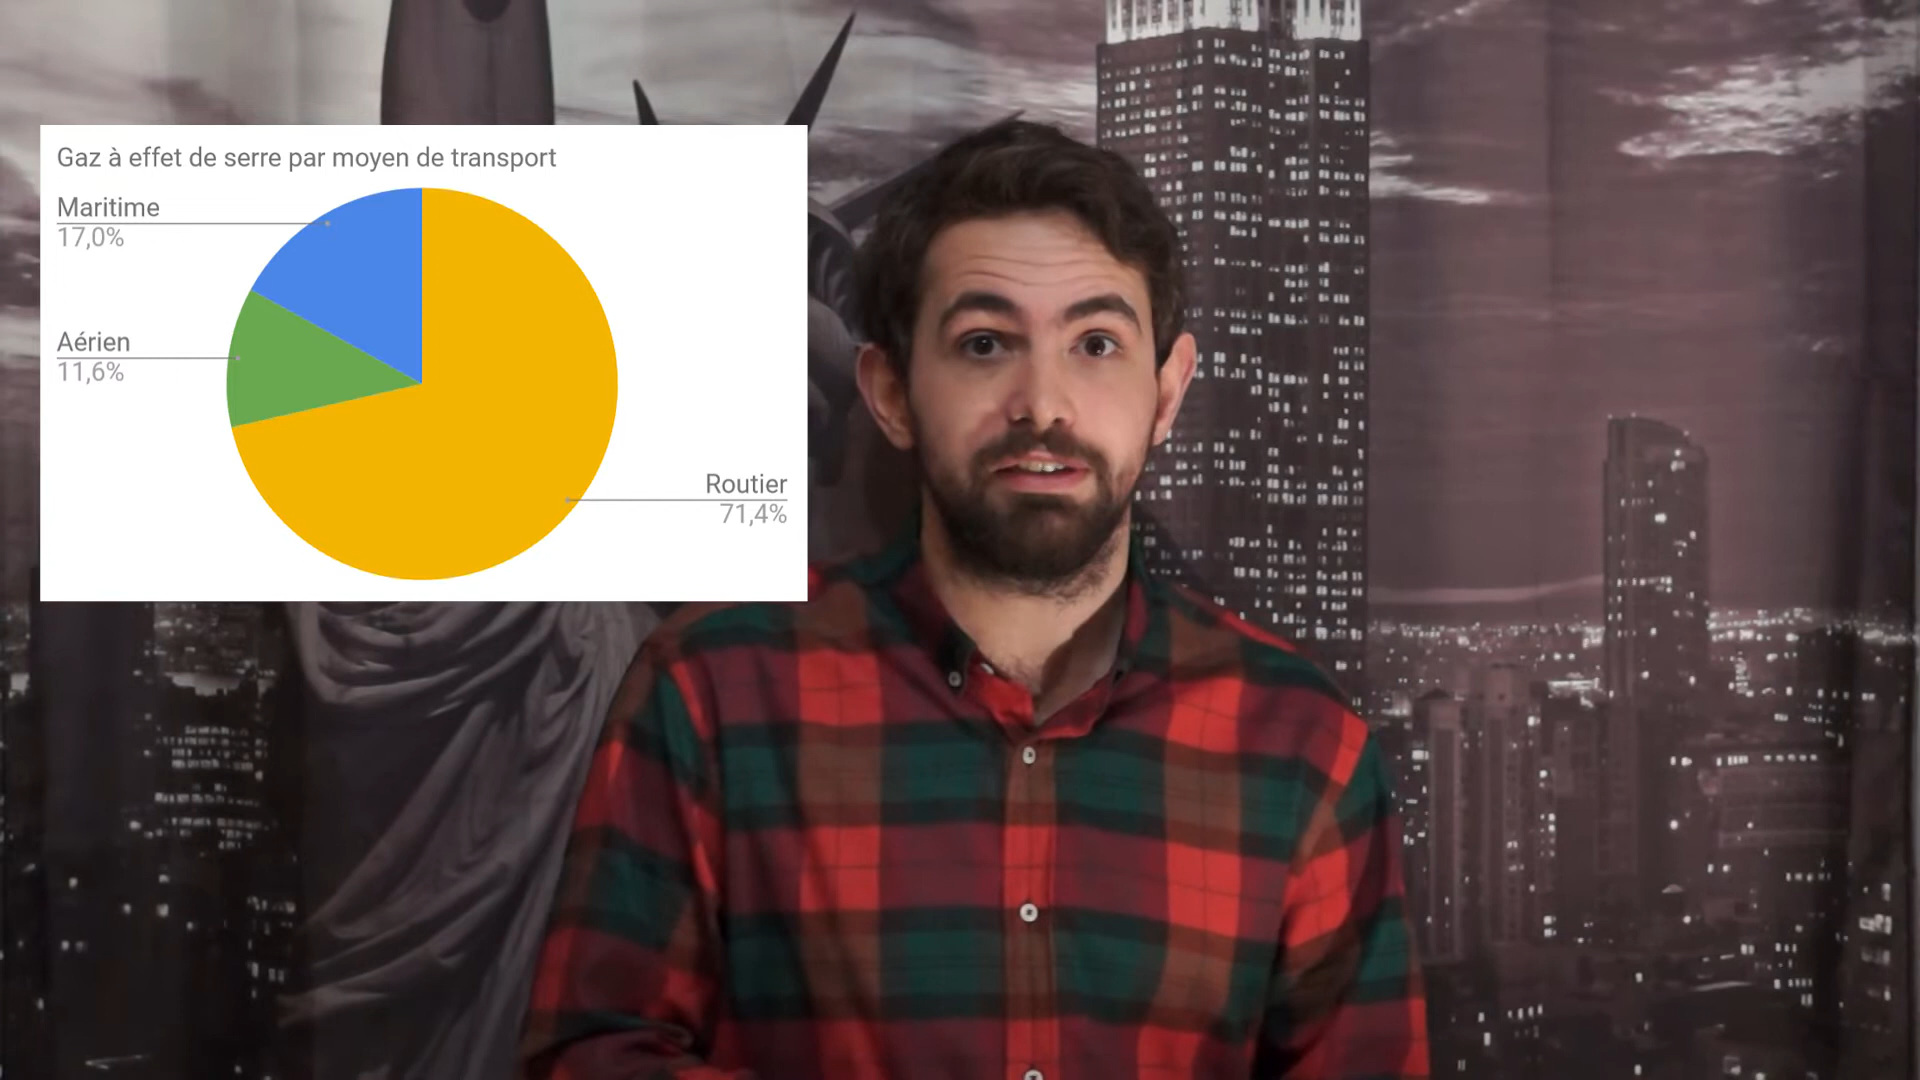 Gaz à effet de serre par moyen de transport
Maritime
17,0%
Aérien
11,6%
Routier
71,4%